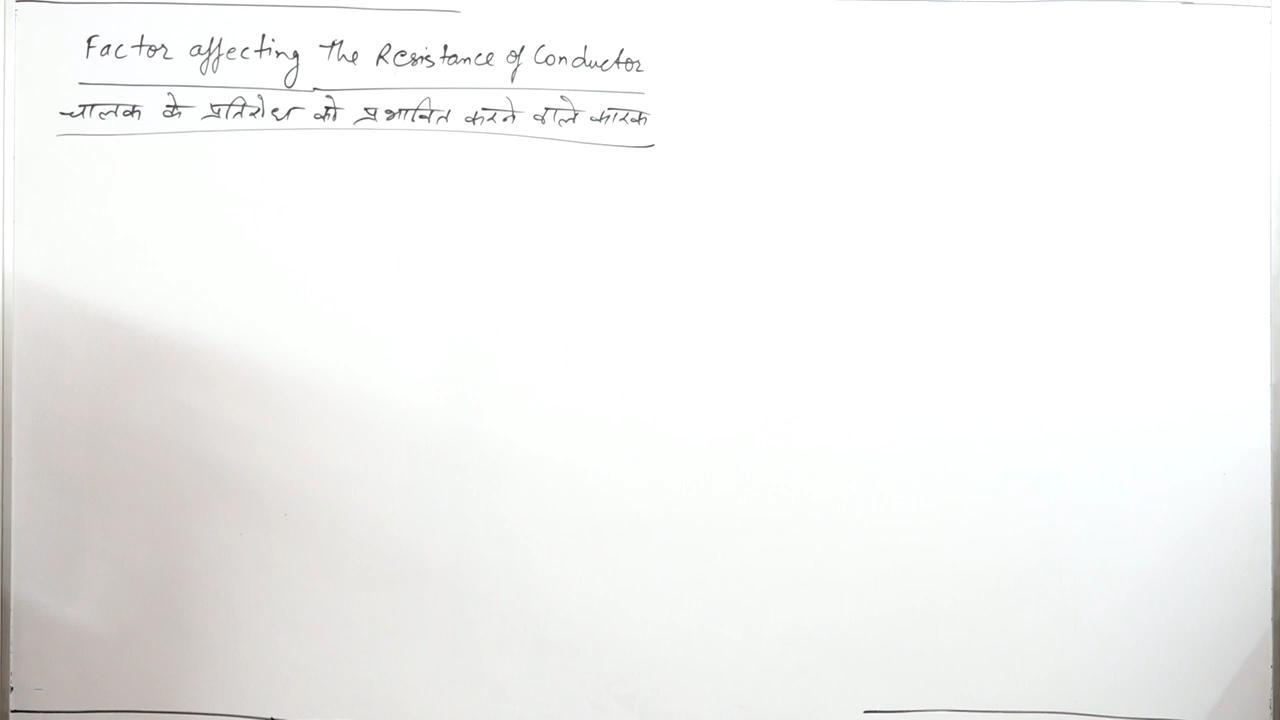 Factor affecting The Resistance of Conductor
चालक के प्रतिरोध को प्रभावित करने वाले कारक